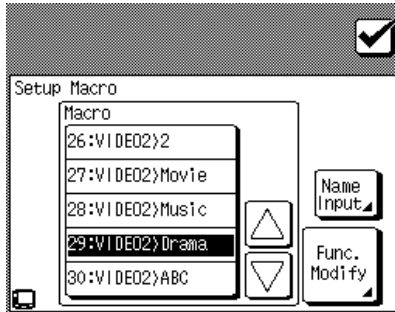 Setup Macro
Macro
26:VIDEO2>2
27:VIDEO2>Movie
28:VIDEO2>Music
29:VIDEO2>Drama
30:VIDEO2>ABC
Name
Input
Func.
Modify